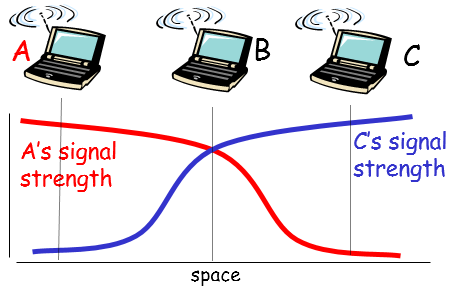 A
B
C
A's signal
strength
C's signal
strength
space